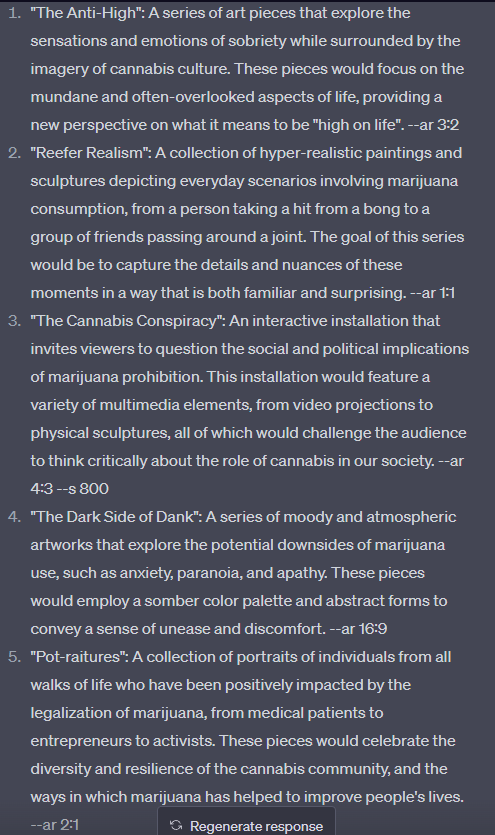 1. "The Anti-High": A series of art pieces that explore the
sensations and emotions of sobriety while surrounded by the
imagery of cannabis culture. These pieces would focus on the
mundane and often-overlooked aspects of life, providing a
new perspective on what it means to be "high on life". --ar 3:2
2. "Reefer Realism": A collection of hyper-realistic paintings and
sculptures depicting everyday scenarios involving marijuana
consumption, from a person taking a hit from a bong to a
group of friends passing around a joint. The goal of this series
would be to capture the details and nuances of these
moments in a way that is both familiar and surprising. --ar 1:1
3. "The Cannabis Conspiracy": An interactive installation that
invites viewers to question the social and political implications
of marijuana prohibition. This installation would feature a
variety of multimedia elements, from video projections to
physical sculptures, all of which would challenge the audience
to think critically about the role of cannabis in our society. --ar
4:3 --s 800
4. "The Dark Side of Dank": A series of moody and atmospheric
artworks that explore the potential downsides of marijuana
use, such as anxiety, paranoia, and apathy. These pieces
would employ a somber color palette and abstract forms to
convey a sense of unease and discomfort. --ar 16:9
5. "Pot-raitures": A collection of portraits of individuals from all
walks of life who have been positively impacted by the
legalization of marijuana, from medical patients to
entrepreneurs to activists. These pieces would celebrate the
diversity and resilience of the cannabis community, and the
ways in which marijuana has helped to improve people's lives.
--ar 2:1
Regenerate response